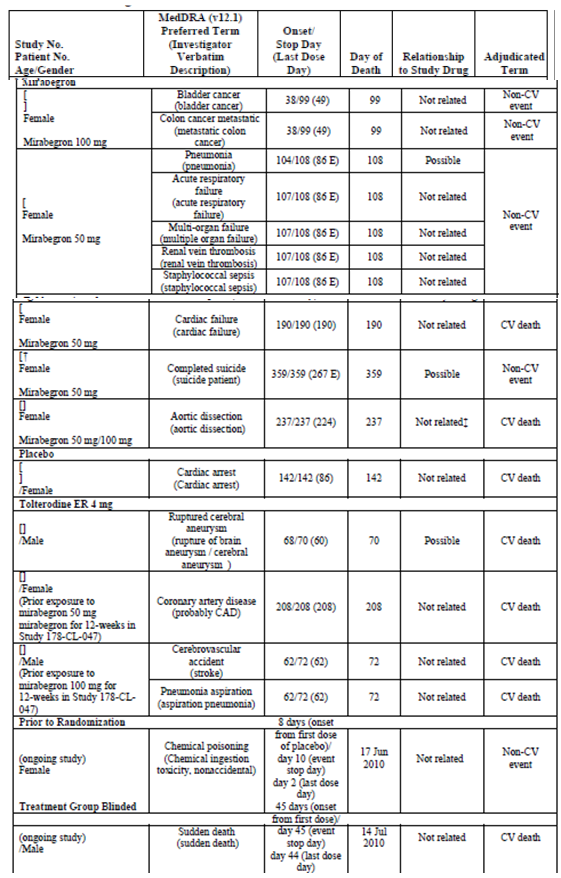 Study No.
Patient No.
Age/Gender
MedDRA (v12.1)
Preferred Term
(Investigator
Verbatim
Description)
Onset/
Stop Day
(Last Dose
Day)
Day of
Death
Relationship
to Study Drug
Adjudicated
Term
Mirabegron
[
]
Female
Mirabegron 100 mg
Bladder cancer
(bladder cancer)
38/99 (49)
99
Not related
Non-CV
event
Colon cancer metastatic
(metastatic colon
cancer)
38/99 (49)
99
Not related
Non-CV
event
[
Female
Mirabegron 50 mg
Pneumonia
(pneumonia)
104/108 (86 E)
108
Possible
Non-CV
event
Acute respiratory
failure
(acute respiratory
failure)
107/108 (86 E)
108
Not related
Multi-organ failure
(multiple organ failure)
107/108 (86 E)
108
Not related
Renal vein thrombosis
(renal vein thrombosis)
107/108 (86 E)
108
Not related
Staphylococcal sepsis
(staphylococcal sepsis)
107/108 (86 E)
108
Not related
[
Female
Mirabegron 50 mg
Cardiac failure
(cardiac failure)
190/190 (190)
190
Not related
CV death
[†
Female
Mirabegron 50 mg
Completed suicide
(suicide patient)
359/359 (267 E)
359
Possible
Non-CV
event
[]
Female
Mirabegron 50 mg/100 mg
Aortic dissection
(aortic dissection)
237/237 (224)
237
Not related‡
CV death
Placebo
[
]
/Female
Cardiac arrest
(Cardiac arrest)
142/142 (86)
142
Not related
CV death
Tolterodine ER 4 mg
[]
/Male
Ruptured cerebral
aneurysm
(rupture of brain
aneurysm / cerebral
aneurysm )
68/70 (60)
70
Possible
CV death
[]
/Female
(Prior exposure to
mirabegron 50 mg
mirabegron for 12-weeks in
Study 178-CL-047)
Coronary artery disease
(probably CAD)
208/208 (208)
208
Not related
CV death
[]
/Male
(Prior exposure to
mirabegron 100 mg for
12-weeks in Study 178-CL-
047)
Cerebrovascular
accident
(stroke)
62/72 (62)
72
Not related
CV death
Pneumonia aspiration
(aspiration pneumonia)
62/72 (62)
72
Not related
CV death
Prior to Randomization
(ongoing study)
Female
Chemical poisoning
(Chemical ingestion
toxicity, nonaccidental)
8 days (onset
from first dose
of placebo)/
day 10 (event
stop day)
day 2 (last dose
day)
17 Jun
2010
Not related
Non-CV
event
Treatment Group Blinded
(ongoing study)
/Male
Sudden death
(sudden death)
45 days (onset
from first dose)/
day 45 (event
stop day)
day 44 (last dose
day)
14 Jul
2010
Not related
CV death